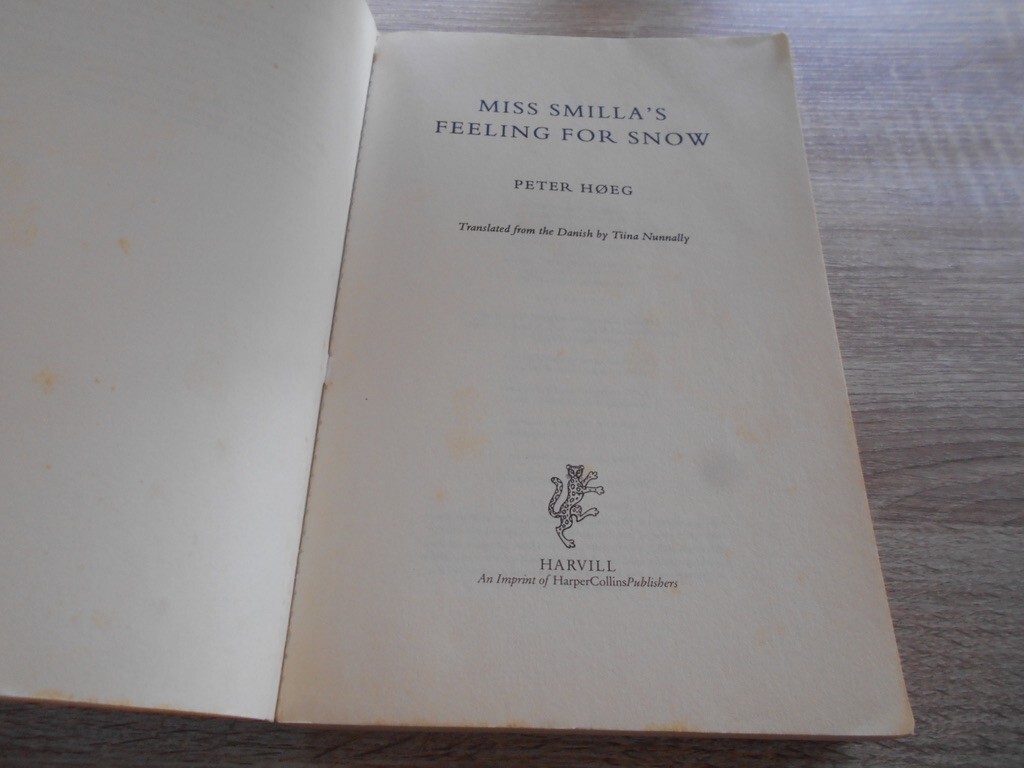 MISS SMILLA'S
FEELING FOR SNOW
PETER HØEG
Translated from the Danish by Tiina Nunnally
HARVILL
An Imprint of HarperCollinsPublishers